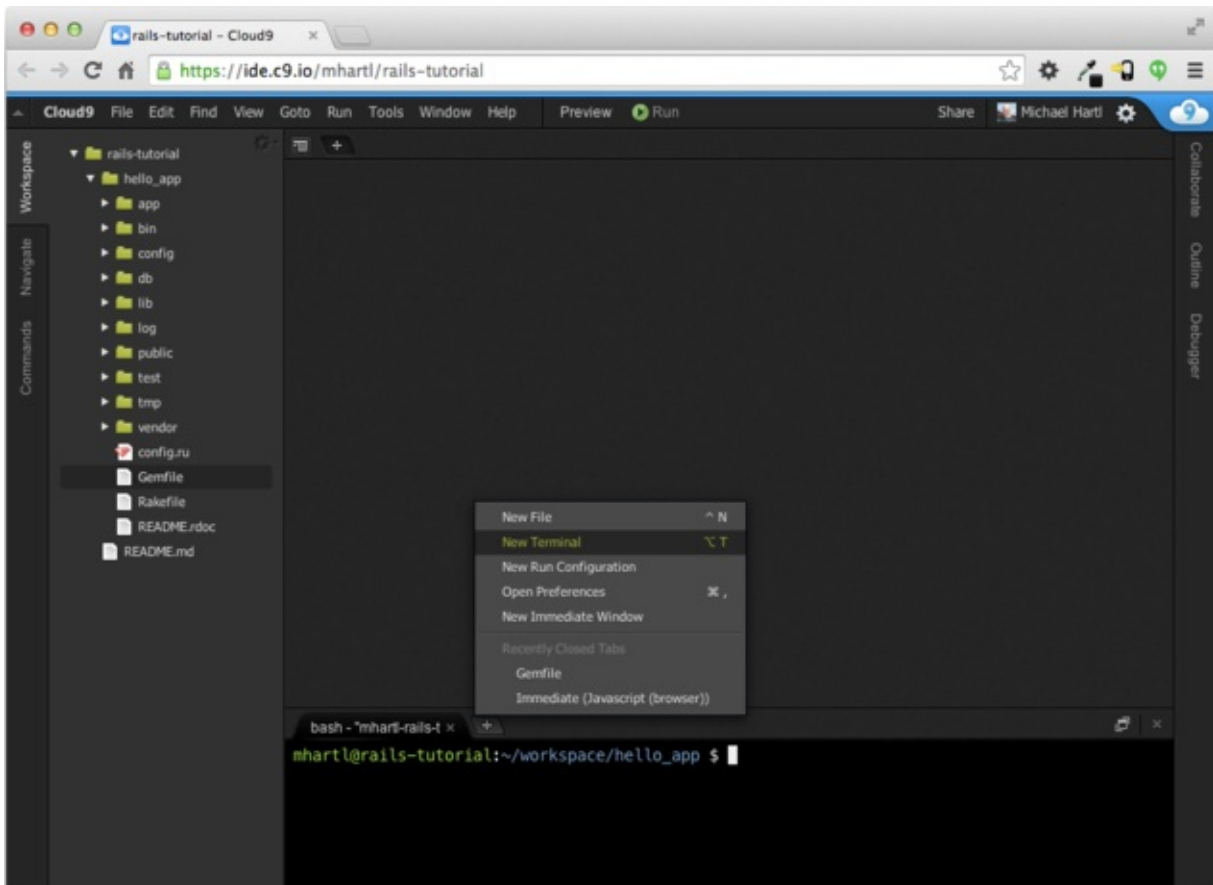 rails-tutorial - Cloud9
https://ide.c9.io/mhartl/rails-tutorial
Cloud9 File Edit Find View Goto Run Tools Window Help Preview Run Share Michael Hartl
Workspace
Navigate
Commands
rails-tutorial
hello_app
app
bin
config
db
lib
log
public
test
tmp
vendor
config.ru
Gemfile
Rakefile
README.rdoc
README.md
New File ^ N
New Terminal ⌥ T
New Run Configuration
Open Preferences ⌘ ,
New Immediate Window
Recently Closed Tabs
Gemfile
Immediate (Javascript (browser))
bash - "mhartl-rails-t
mhartl@rails-tutorial:~/workspace/hello_app $
Collaborate
Outline
Debugger